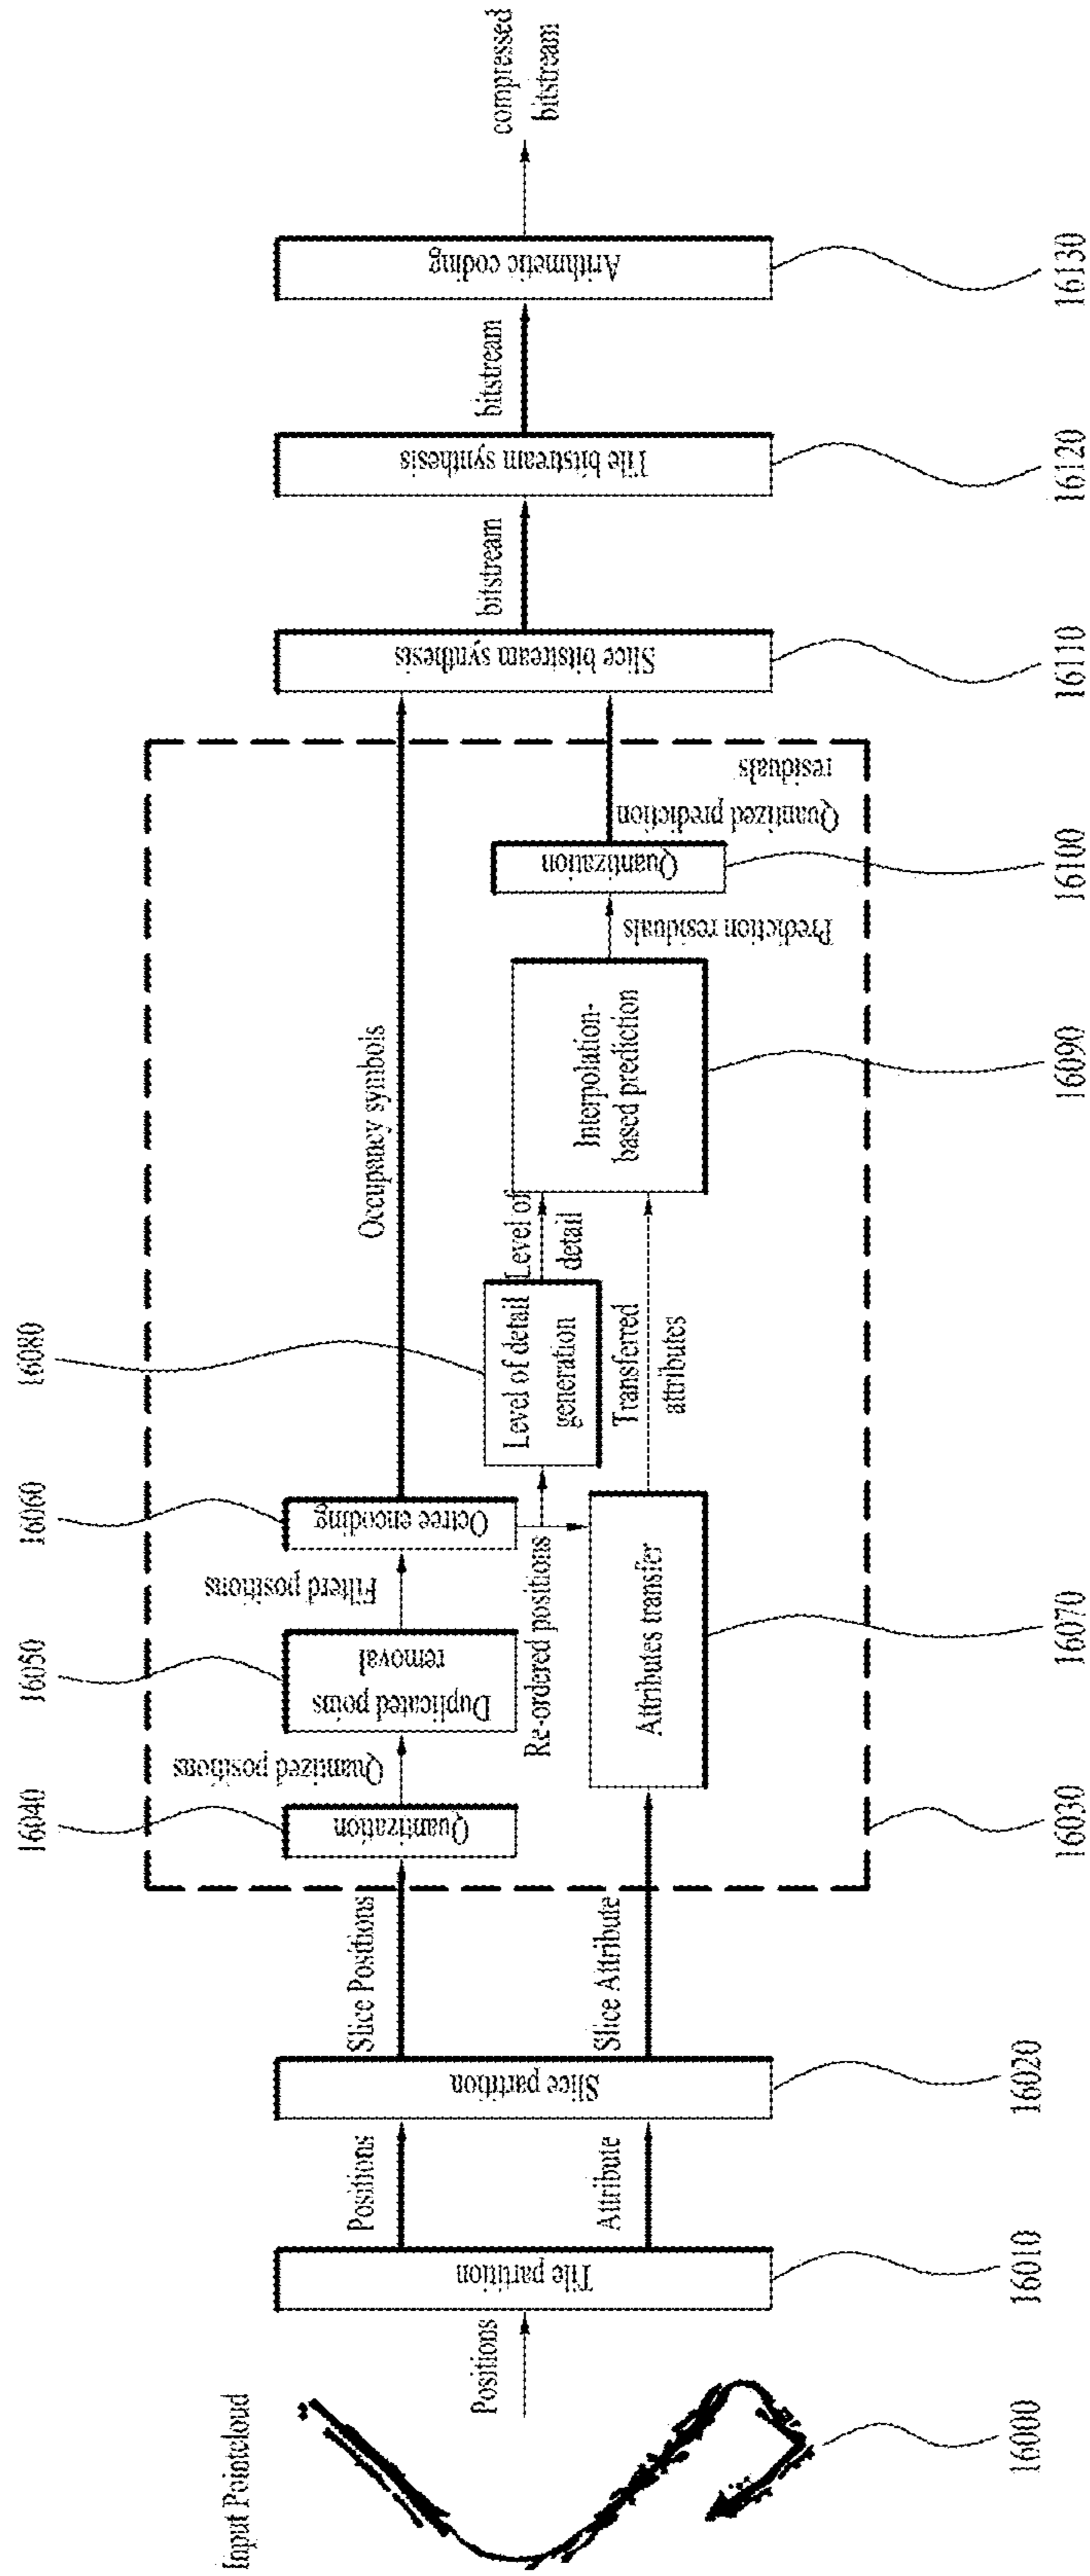 Input Pointcloud
16000
Positions
Tile partition
16010
Positions
Attribute
Slice partition
16020
Slice Positions
Slice Attribute
16030
Quantization
16040
Quantized positions
Duplicated poins
removal
16050
Filterd positions
Octree encoding
16060
Re-ordered positions
Attributes transfer
16070
Level of detail
generation
16080
Level of
detail
Transferred
attributes
Occupancy symbols
Interpolation-
based prediction
16090
Prediction residuals
Quantization
16100
Quantized prediction
residuals
Slice bitstream synthesis
16110
bitstream
Tile bitstream synthesis
16120
bitstream
Arithmetic coding
16130
compressed
bitstream